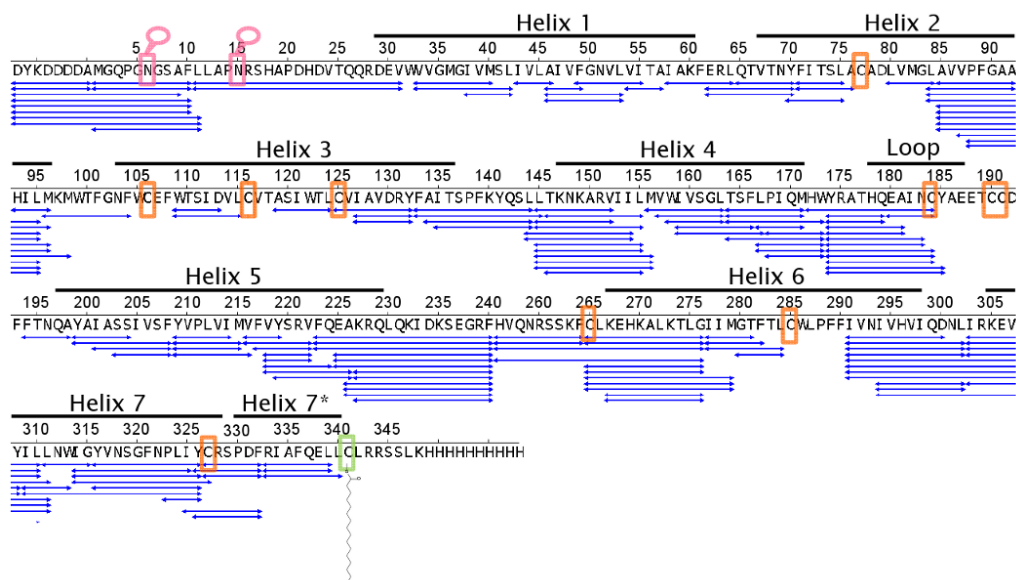 Helix 1 Helix 2
5 10 15 20 25 30 35 40 45 50 55 60 65 70 75 80 85 90
DYKDDDDAMGQPGNGSAFLLAPNRSHAPDHDVTQQRDEVWVVGMGIVMSLIVLAIVFGNVLVITAIAKFERLQTVTNYFITSLACADLVMGLAVVPFGAA
Helix 3 Helix 4 Loop
95 100 105 110 115 120 125 130 135 140 145 150 155 160 165 170 175 180 185 190
HILMKMWTFGNFWCEFWTSIDVLCVTASIWTLCVIAVDRYFAITSPFKYQSLLTKNKARVIILMVWIVSGLTSFLPIQMHWYRATHQEAINCYAEETCCD
Helix 5 Helix 6
195 200 205 210 215 220 225 230 235 240 245 250 255 260 265 270 275 280 285 290 295 300 305
FFTNQAYAIASSIVSFYVPLVIMVFVYSRVFQEAKRQLQKIDKSEGRFHVQNRSSKFCLKEHKALKTLGIIMGTFTLCWLPFFIVNIVHVIQDNLIRKEV
Helix 7 Helix 7*
310 315 320 325 330 335 340 345
YILLNWIGYVNSGFNPLIYCRSPDFRIAFQELLCLRRSSLKHHHHHHHHHH